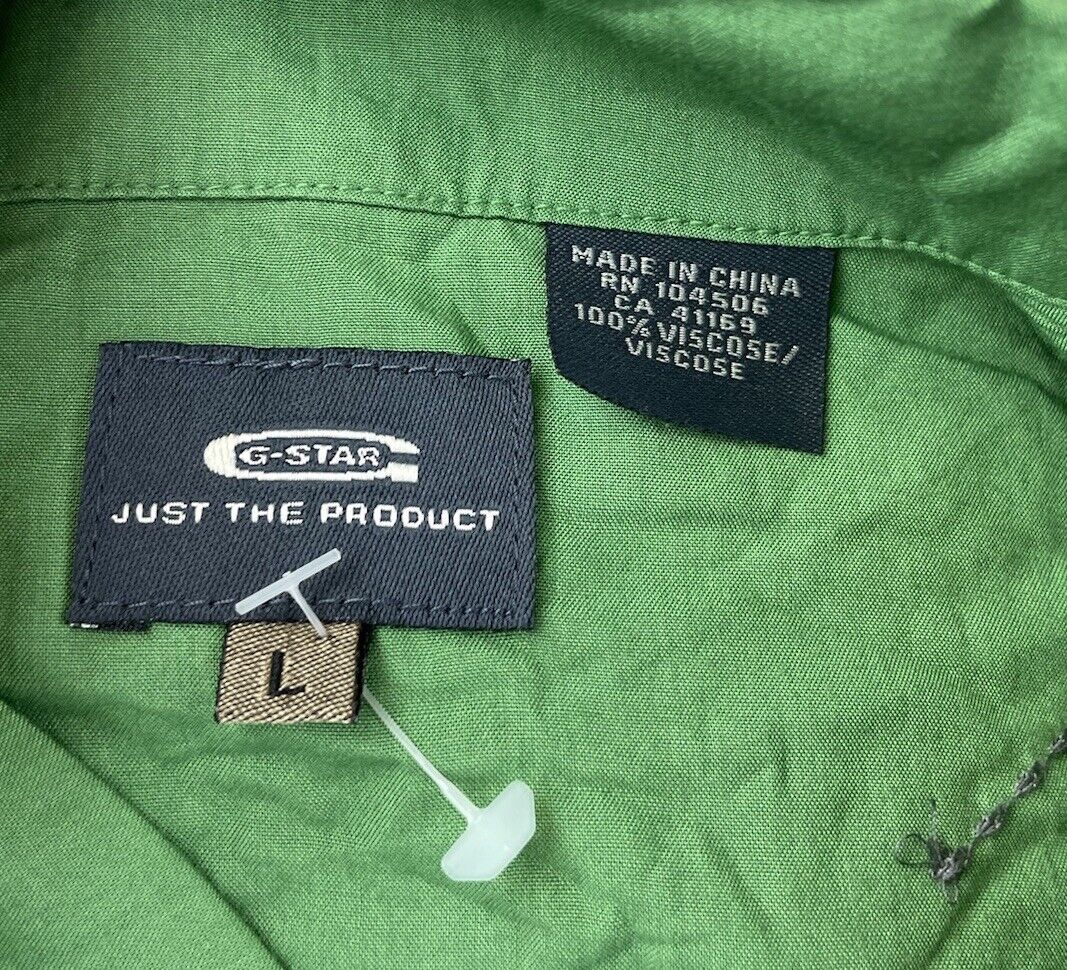 MADE IN CHINA
RN 104506
CA 41169
100% VISCOSE/
VISCOSE
G-STAR
JUST THE PRODUCT
L